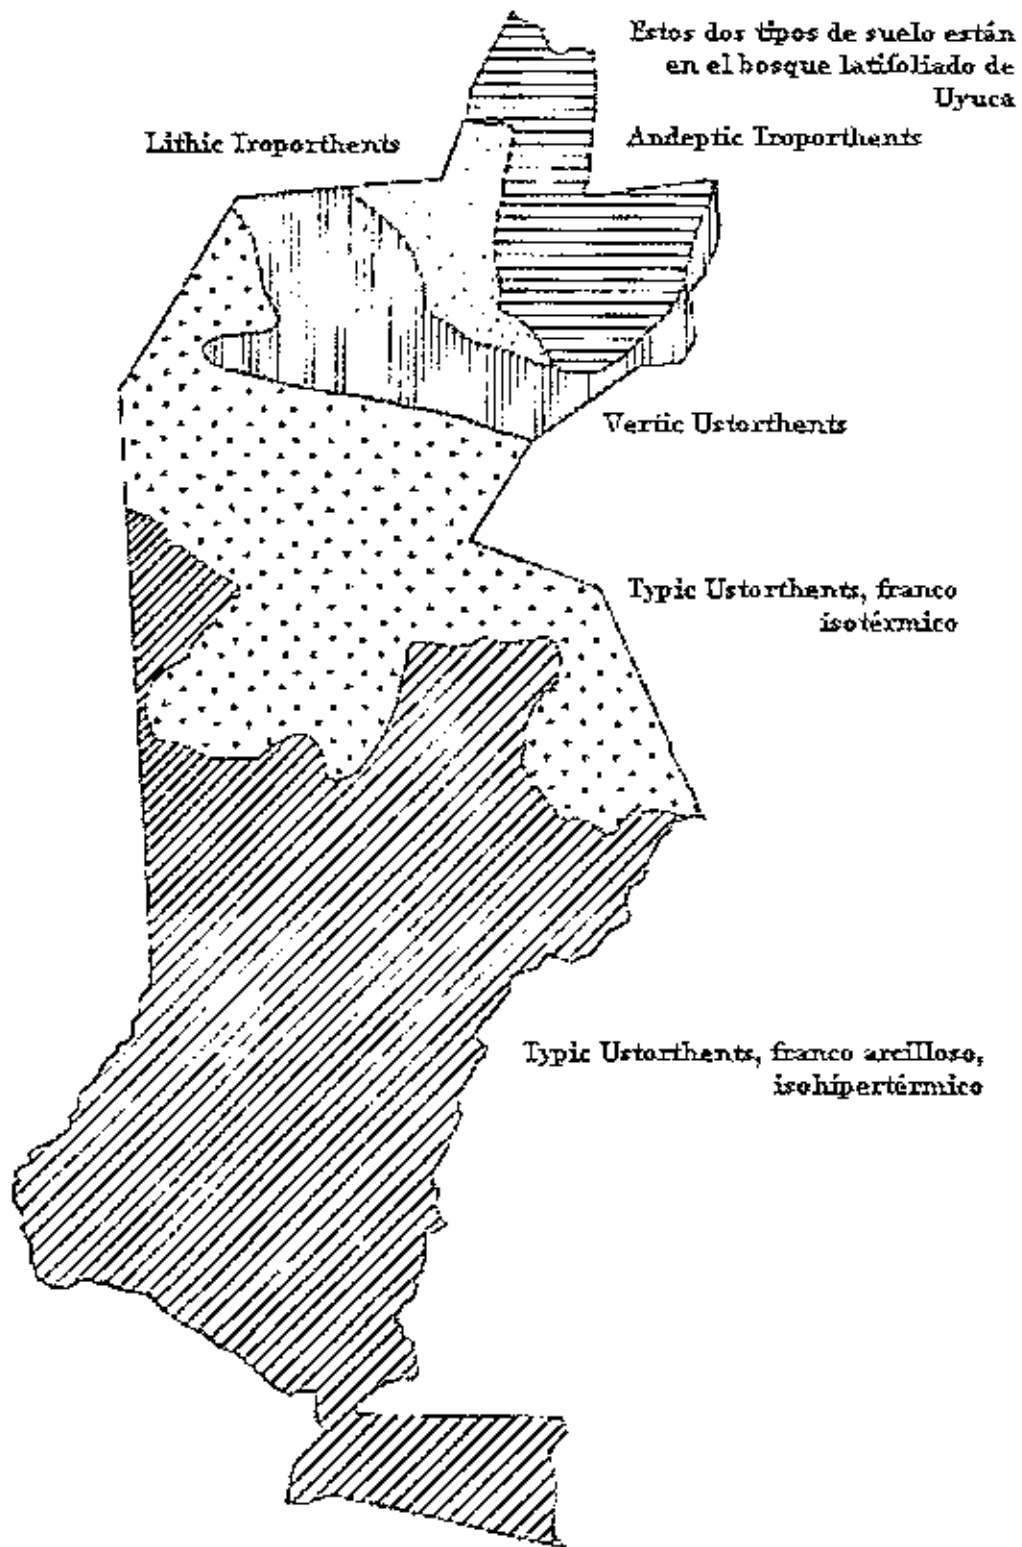 Estos dos tipos de suelo están
en el bosque latifoliado de
Uyuca
Lithic Troporthents
Andeptic Troporthents
Vertic Ustorthents
Typic Ustorthents, franco
isotérmico
Typic Ustorthents, franco arcilloso,
isohipertérmico